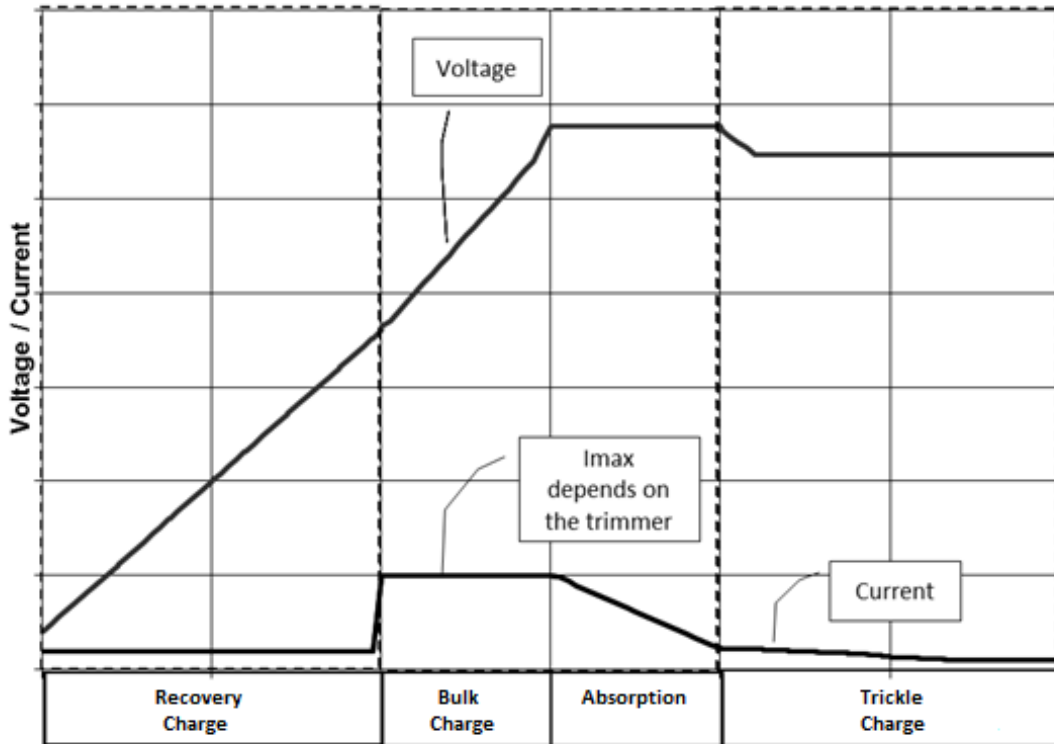 Voltage
Voltage / Current
Imax
depends on
the trimmer
Current
Recovery
Charge
Bulk
Charge
Absorption
Trickle
Charge